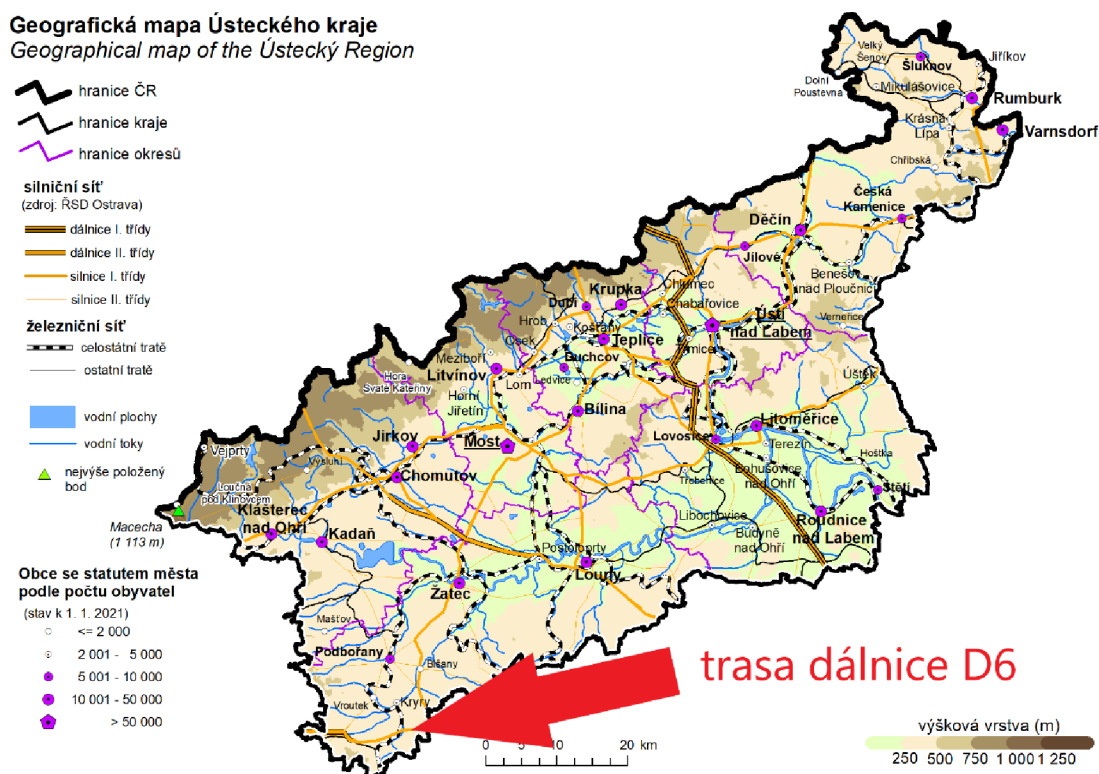 Geografická mapa Ústeckého kraje
Geographical map of the Ústecký Region
hranice ČR
hranice kraje
hranice okresů
silniční síť
(zdroj: ŘSD Ostrava)
dálnice I. třídy
dálnice II. třídy
silnice I. třídy
silnice II. třídy
železniční síť
celostátní tratě
ostatní tratě
vodní plochy
vodní toky
nejvýše položený
bod
Obce se statutem města
podle počtu obyvatel
(stav k 1. 1. 2021)
<= 2 000
2 001 - 5 000
5 001 - 10 000
10 001 - 50 000
> 50 000
Velký
Šenov
Šluknov
Jiříkov
Dolní
Poustevna
Mikulášovice
Rumburk
Krásná
Lípa
Varnsdorf
Chřibská
Česká
Kamenice
Děčín
Jílové
Benešov
nad Ploučnicí
Krupka
Chlumec
Chabařovice
Dubí
Hrob
Košťany
Ústí
nad Labem
Verneřice
Teplice
Trmice
Osek
Meziboří
Duchcov
Litvínov
Lom
Ledvice
Hora
Svaté Kateřiny
Horní
Jiřetín
Bílina
Úštěk
Litoměřice
Lovosice
Terezín
Jirkov
Most
Hoštka
Bohušovice
nad Ohří
Vejprty
Výsluní
Chomutov
Třebenice
Štětí
Loučná
pod Klínovcem
Klášterec
nad Ohří
Libochovice
Roudnice
nad Labem
Macecha
(1 113 m)
Kadaň
Budyně
nad Ohří
Postoloprty
Louny
Žatec
Mašťov
Podbořany
Blšany
trasa dálnice D6
Vroutek
Kryry
0 5 10 20 km
výšková vrstva (m)
250 500 750 1 000 1 250